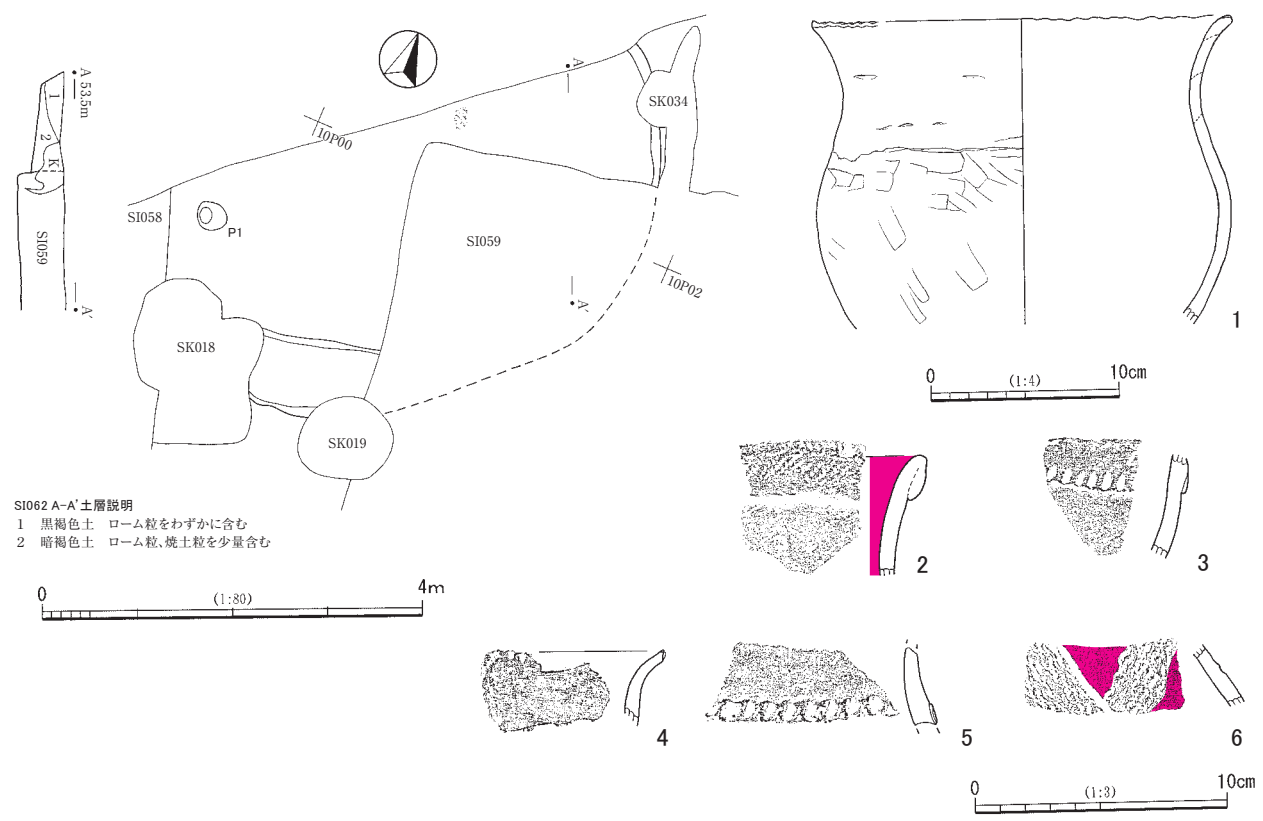 A 53.5m
1
2
K
SI059
A'
10P00
A
SK034
SI058
P1
SI059
10P02
A'
SK018
SK019
SI062 A-A'土層説明
1 黒褐色土 ローム粒をわずかに含む
2 暗褐色土 ローム粒、焼土粒を少量含む
0 (1:80) 4m
1
0 (1:4) 10cm
2
3
4
5
6
0 (1:3) 10cm